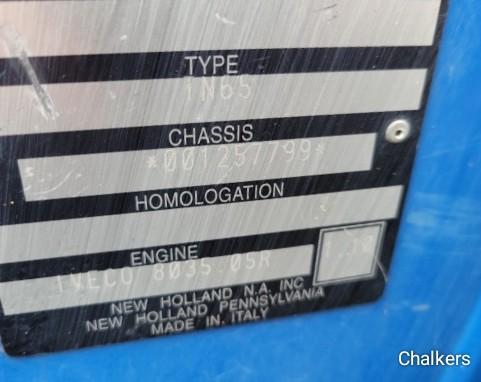 TYPE
1N65
CHASSIS
*001257799*
HOMOLOGATION
ENGINE
IVECO 8035.05R
NEW HOLLAND N.A. INC
NEW HOLLAND PENNSYLVANIA
MADE IN ITALY
Chalkers